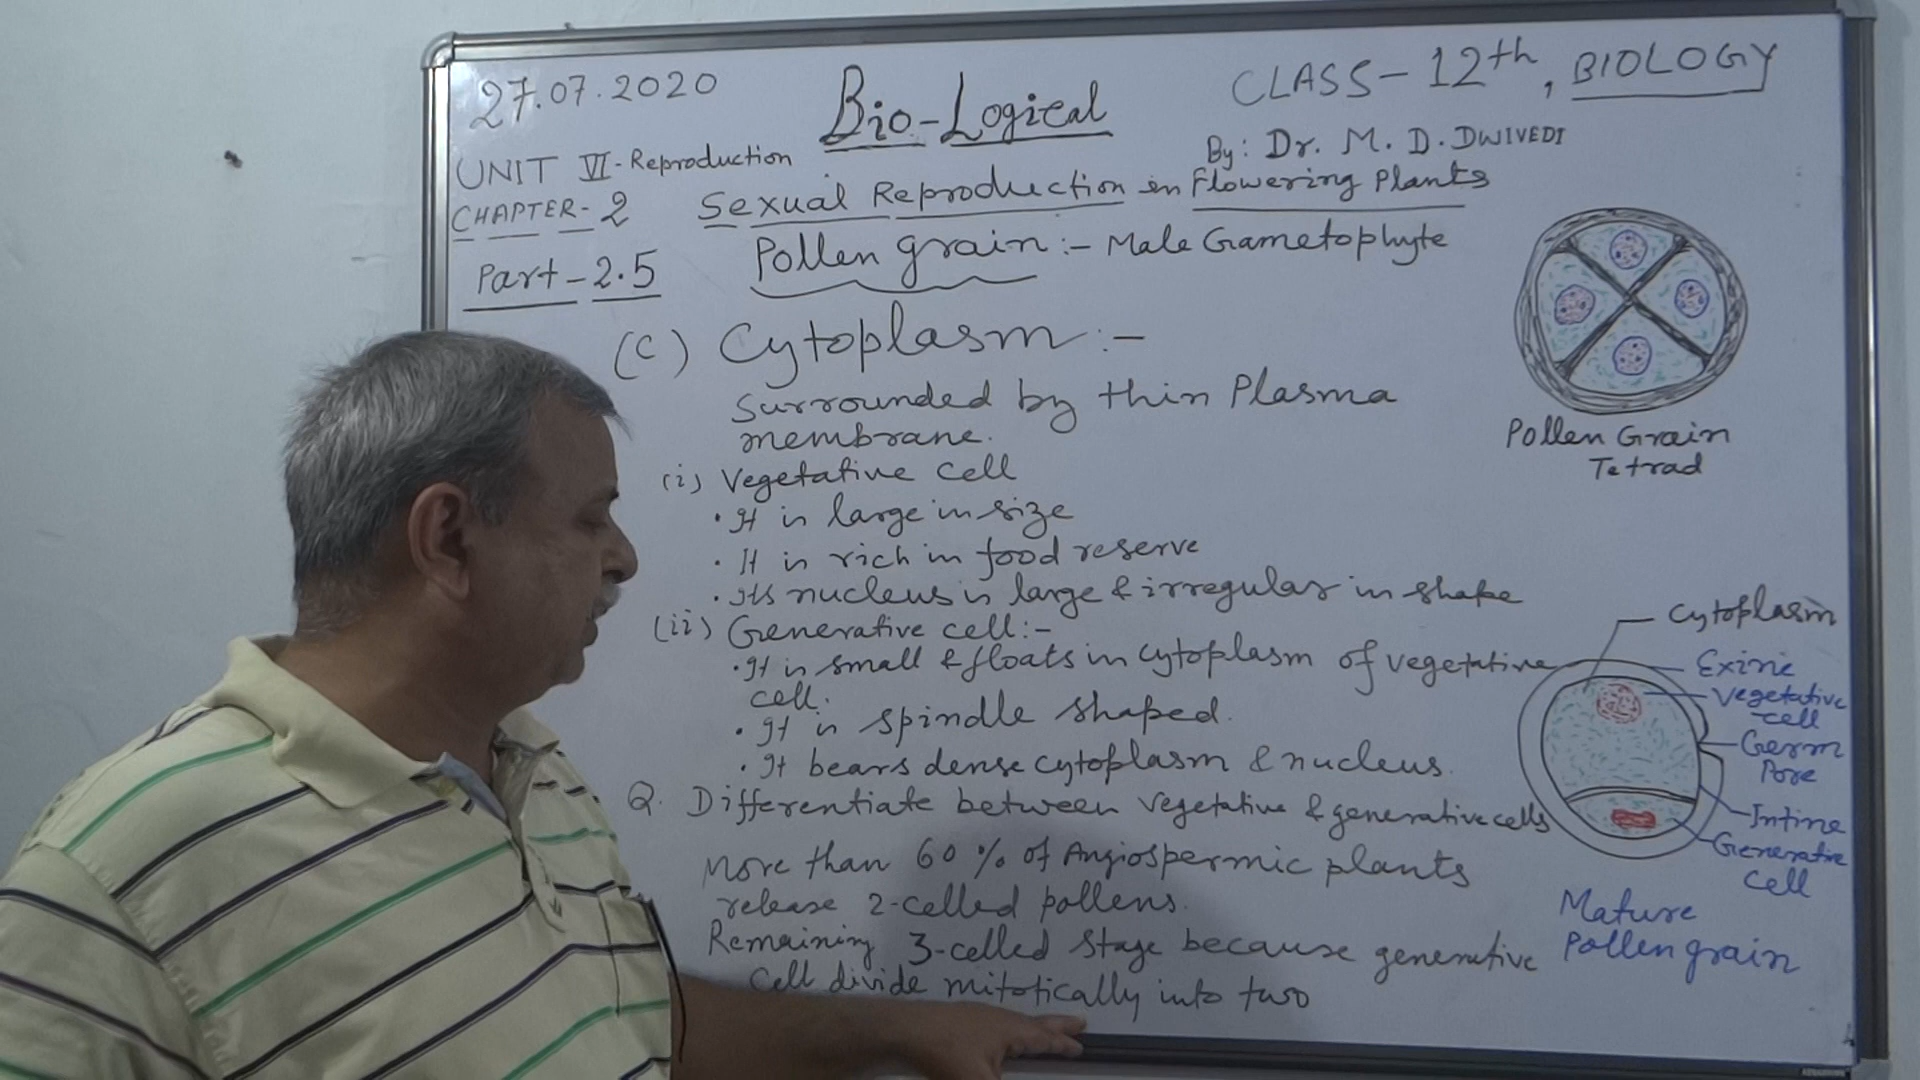 27.07.2020
Bio-Logical
CLASS-12th, BIOLOGY
By: Dr. M. D. DWIVEDI
UNIT VI-Reproduction
CHAPTER-2 Sexual Reproduction in Flowering Plants
Part-2.5 Pollen grain:- Male Gametophyte
(C) Cytoplasm:-
Surrounded by thin Plasma
membrane.
(i) Vegetative cell
• It is large in size
• It is rich in food reserve
• Its nucleus is large & irregular in shape
(ii) Generative cell:-
• It is small & floats in cytoplasm of vegetative
cell.
• It is spindle shaped.
• It bears dense cytoplasm & nucleus.
Q. Differentiate between vegetative & generative cells
More than 60% of Angiospermic plants
release 2-celled pollens.
Remaining 3-celled stage because generative
cell divide mitotically into two
Pollen Grain
Tetrad
Cytoplasm
Exine
Vegetative
cell
Germ
Pore
Intine
Generative
cell
Mature
Pollen grain